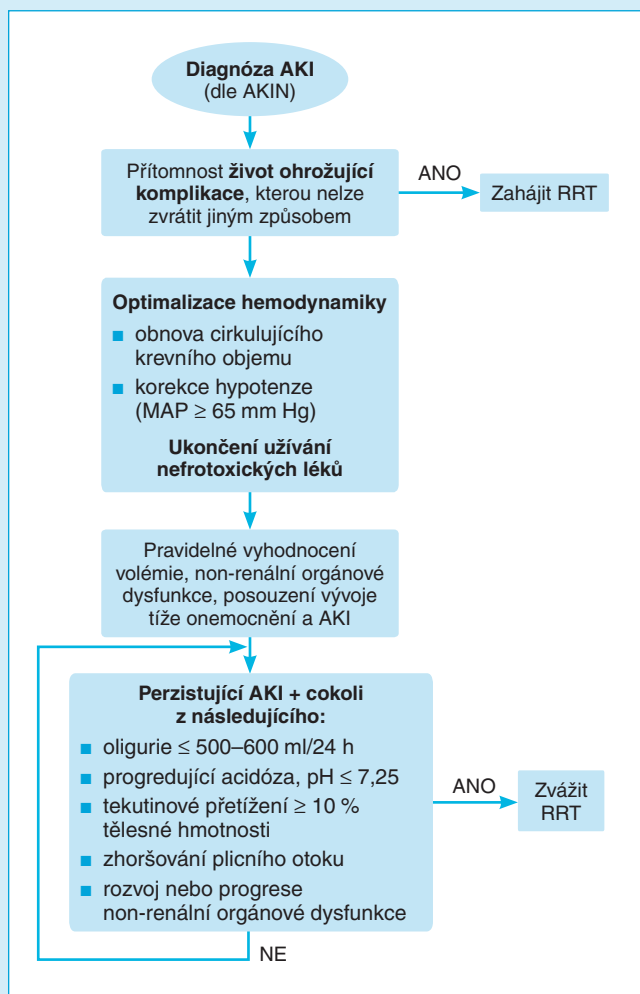 Diagnóza AKI
(dle AKIN)
Přítomnost život ohrožující
komplikace, kterou nelze
zvrátit jiným způsobem
ANO
Zahájit RRT
Optimalizace hemodynamiky
■ obnova cirkulujícího
krevního objemu
■ korekce hypotenze
(MAP ≥ 65 mm Hg)
Ukončení užívání
nefrotoxických léků
Pravidelné vyhodnocení
volémie, non-renální orgánové
dysfunkce, posouzení vývoje
tíže onemocnění a AKI
Perzistující AKI + cokoli
z následujícího:
■ oligurie ≤ 500–600 ml/24 h
■ progredující acidóza, pH ≤ 7,25
■ tekutinové přetížení ≥ 10 %
tělesné hmotnosti
■ zhoršování plicního otoku
■ rozvoj nebo progrese
non-renální orgánové dysfunkce
ANO
Zvážit
RRT
NE